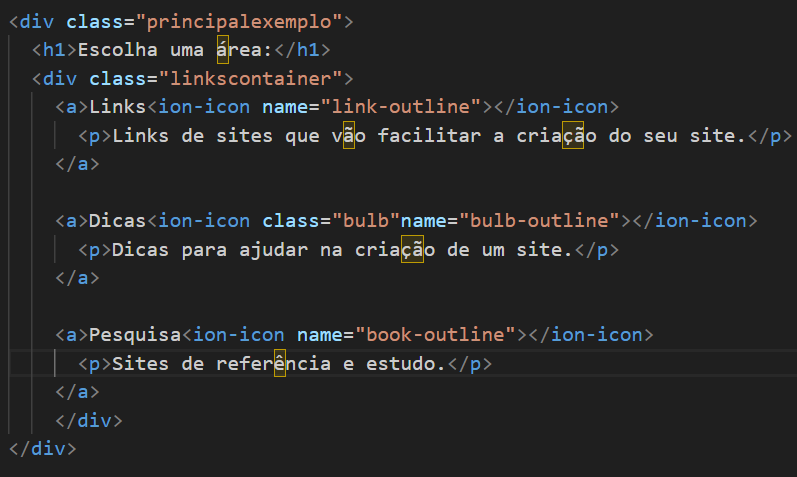 <div class="principalexemplo">
<h1>Escolha uma área:</h1>
<div class="linkscontainer">
<a>Links<ion-icon name="link-outline"></ion-icon>
<p>Links de sites que vão facilitar a criação do seu site.</p>
</a>
<a>Dicas<ion-icon class="bulb"name="bulb-outline"></ion-icon>
<p>Dicas para ajudar na criação de um site.</p>
</a>
<a>Pesquisa<ion-icon name="book-outline"></ion-icon>
<p>Sites de referência e estudo.</p>
</a>
</div>
</div>